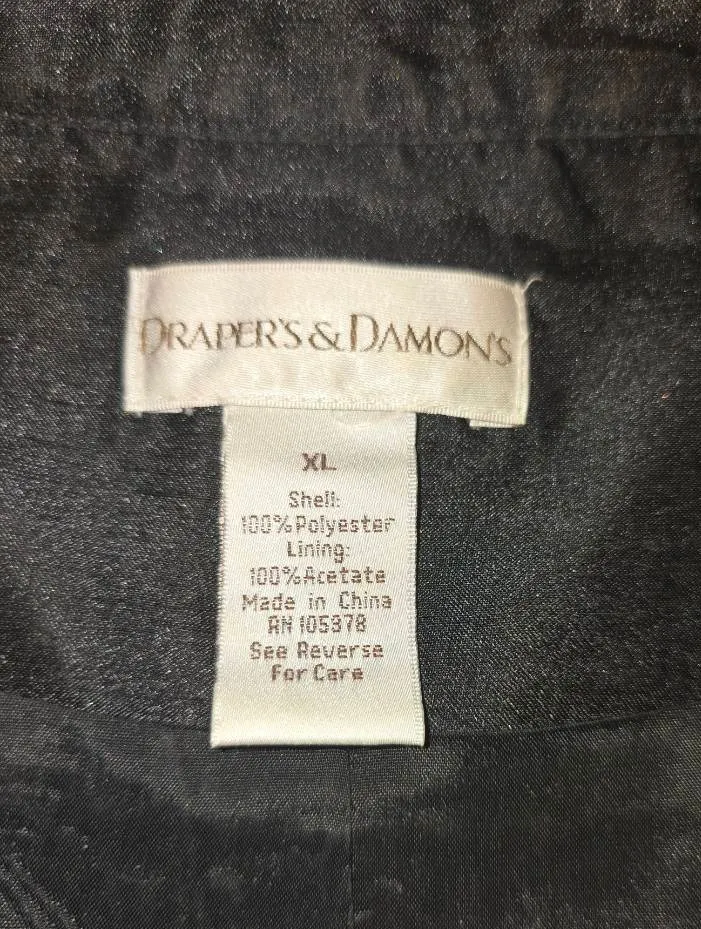 DRAPER'S & DAMON'S
XL
Shell:
100% Polyester
Lining:
100% Acetate
Made in China
RN 105378
See Reverse
For Care